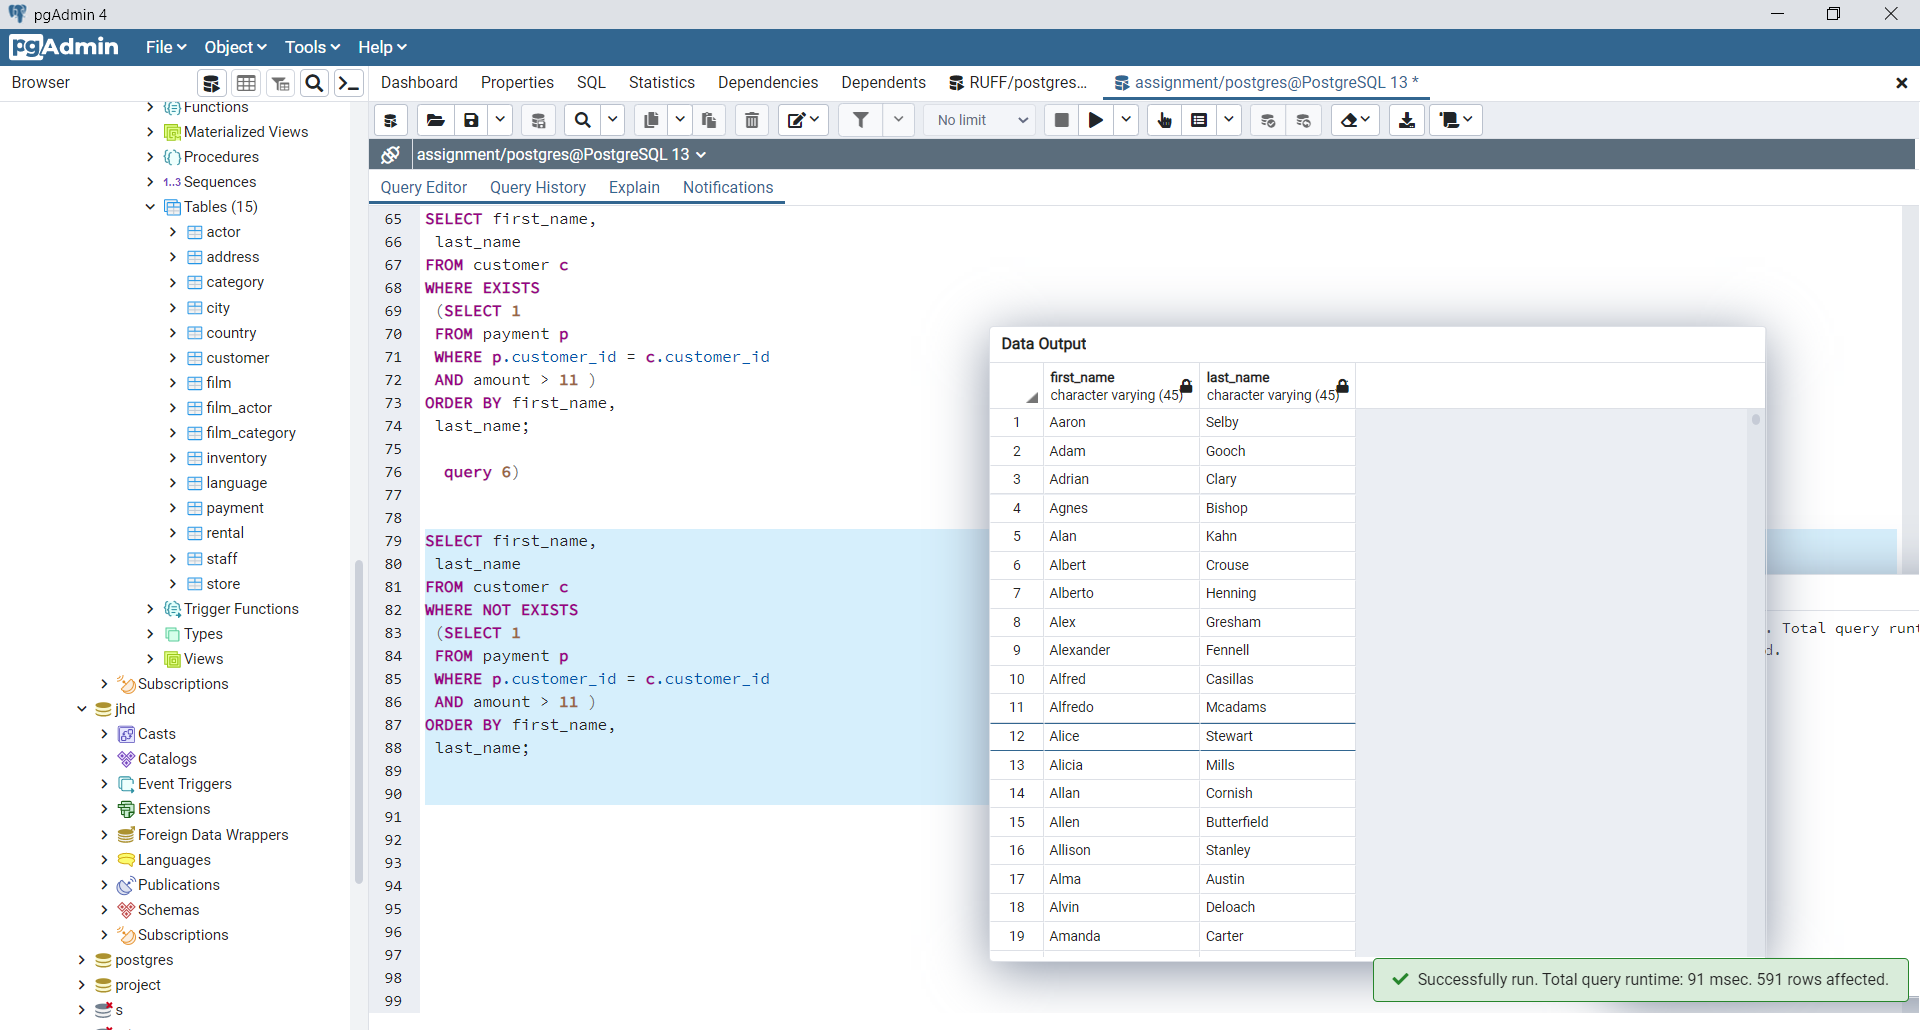 pgAdmin 4
pgAdmin File Object Tools Help
Browser
Dashboard Properties SQL Statistics Dependencies Dependents RUFF/postgres... assignment/postgres@PostgreSQL 13 *
No limit
assignment/postgres@PostgreSQL 13
Query Editor Query History Explain Notifications
Functions
Materialized Views
Procedures
1..3 Sequences
Tables (15)
actor
address
category
city
country
customer
film
film_actor
film_category
inventory
language
payment
rental
staff
store
Trigger Functions
Types
Views
Subscriptions
jhd
Casts
Catalogs
Event Triggers
Extensions
Foreign Data Wrappers
Languages
Publications
Schemas
Subscriptions
postgres
project
s
65 SELECT first_name,
66 last_name
67 FROM customer c
68 WHERE EXISTS
69 (SELECT 1
70 FROM payment p
71 WHERE p.customer_id = c.customer_id
72 AND amount > 11 )
73 ORDER BY first_name,
74 last_name;
75
76 query 6)
77
78
79 SELECT first_name,
80 last_name
81 FROM customer c
82 WHERE NOT EXISTS
83 (SELECT 1
84 FROM payment p
85 WHERE p.customer_id = c.customer_id
86 AND amount > 11 )
87 ORDER BY first_name,
88 last_name;
89
90
91
92
93
94
95
96
97
98
99
Data Output
first_name last_name
character varying (45) character varying (45)
1 Aaron Selby
2 Adam Gooch
3 Adrian Clary
4 Agnes Bishop
5 Alan Kahn
6 Albert Crouse
7 Alberto Henning
8 Alex Gresham
9 Alexander Fennell
10 Alfred Casillas
11 Alfredo Mcadams
12 Alice Stewart
13 Alicia Mills
14 Allan Cornish
15 Allen Butterfield
16 Allison Stanley
17 Alma Austin
18 Alvin Deloach
19 Amanda Carter
. Total query runt
d.
Successfully run. Total query runtime: 91 msec. 591 rows affected.